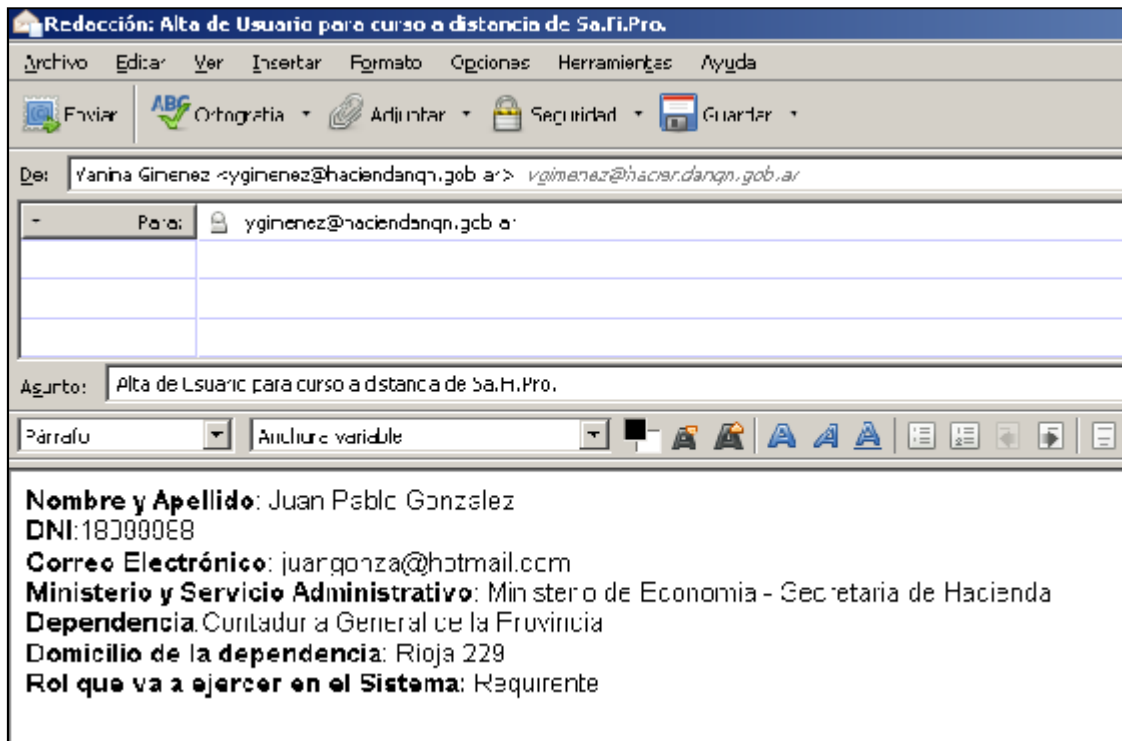 Redacción: Alta de Usuario para curso a distancia de Sa.Fi.Pro.
Archivo Editar Ver Insertar Formato Opciones Herramientas Ayuda
Enviar Ortografía Adjuntar Seguridad Guardar
De: Yanina Gimenez <ygimenez@haciendanqn.gob.ar> ygimenez@haciendanqn.gob.ar
Para: ygimenez@haciendanqn.gob.ar
Asunto: Alta de Usuario para curso a distancia de Sa.Fi.Pro.
Párrafo Anchura variable
Nombre y Apellido: Juan Pablo Gonzalez
DNI:
Correo Electrónico: juangonza@hotmail.com
Ministerio y Servicio Administrativo: Ministerio de Economia - Secretaria de Hacienda
Dependencia Contaduria General de la Provincia
Domicilio de la dependencia: Rioja 229
Rol que va a ejercer en el Sistema: Requirente